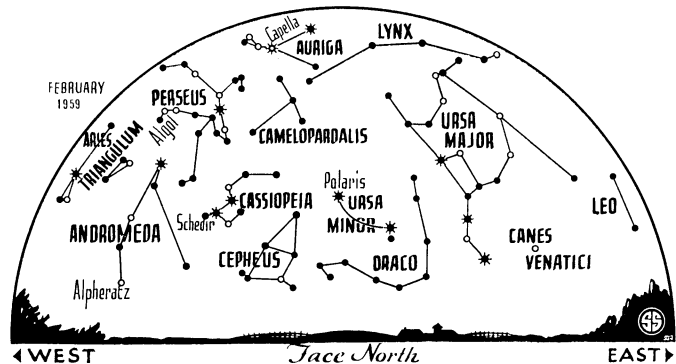 Capella
LYNX
AURIGA
FEBRUARY
1959
PERSEUS
Algol
ARIES
TRIANGULUM
CAMELOPARDALIS
URSA
MAJOR
Polaris
CASSIOPEIA
URSA
MINOR
LEO
Schedir
ANDROMEDA
CEPHEUS
DRACO
CANES
VENATICI
Alpheratz
SS
WEST
Face North
EAST